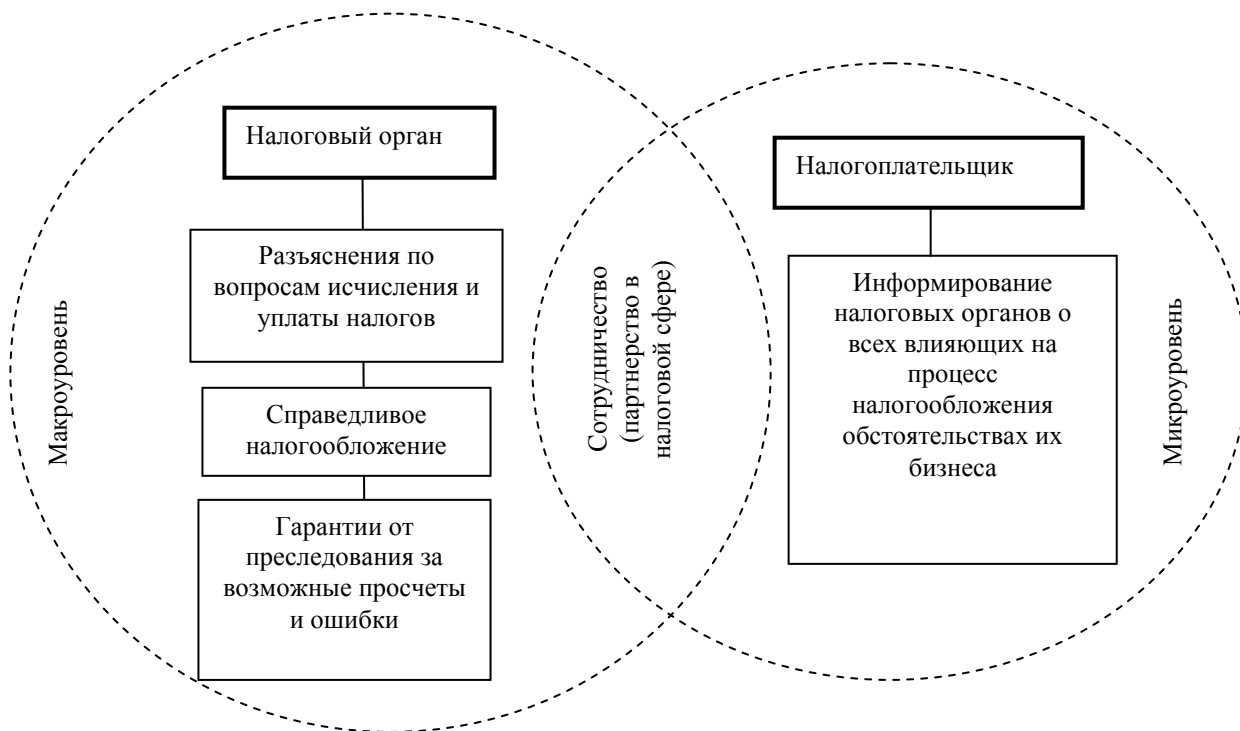 Макроуровень
Налоговый орган
Разъяснения по
вопросам исчисления и
уплаты налогов
Справедливое
налогообложение
Гарантии от
преследования за
возможные просчеты
и ошибки
Сотрудничество
(партнерство в
налоговой сфере)
Налогоплательщик
Информирование
налоговых органов о
всех влияющих на
процесс
налогообложения
обстоятельствах их
бизнеса
Микроуровень